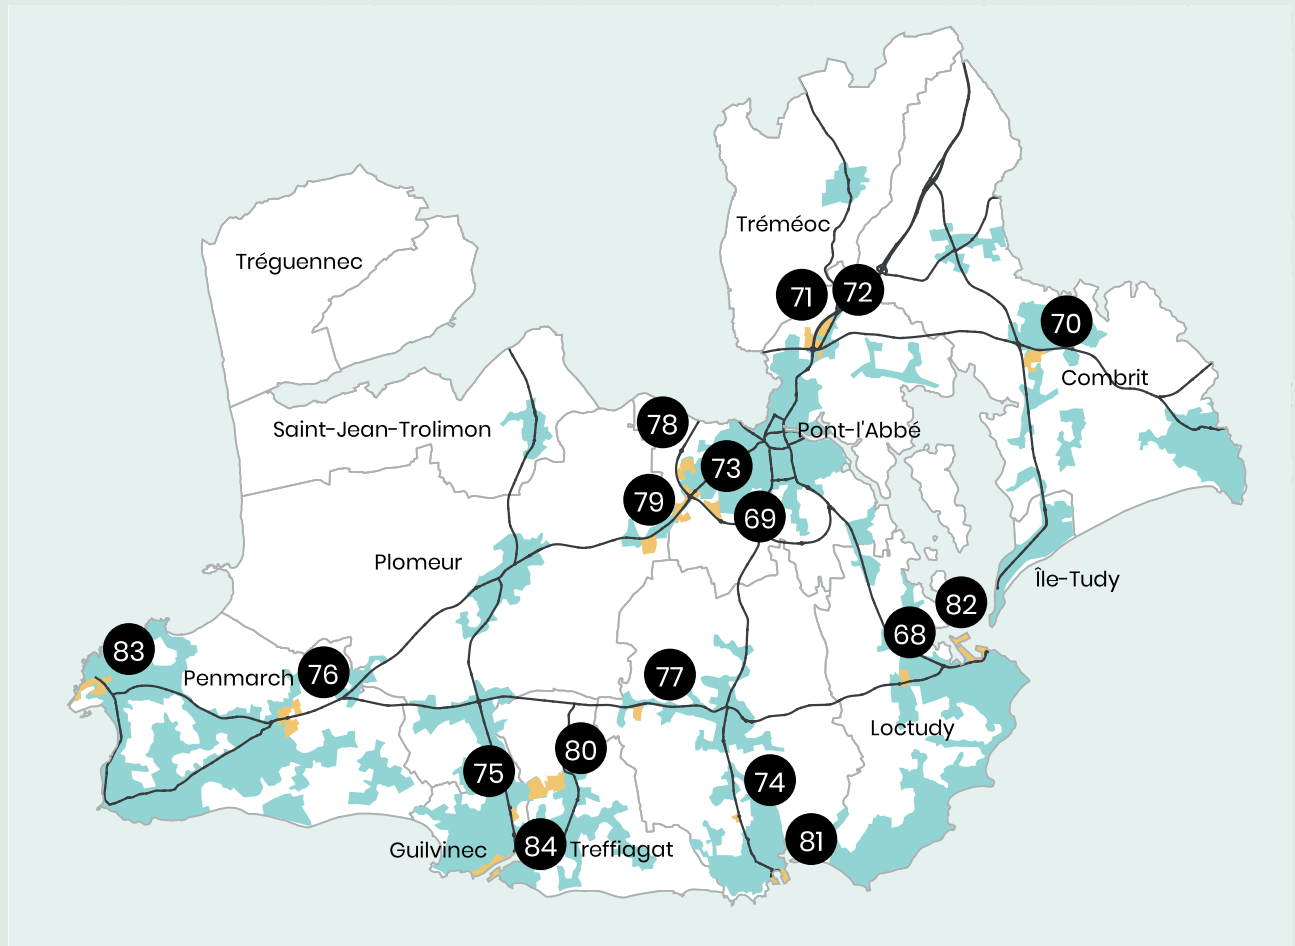 Tréméoc
Tréguennec
71
72
70
Combrit
78
Saint-Jean-Trolimon
Pont-l'Abbé
73
79
69
Plomeur
Île-Tudy
82
68
83
76
Penmarch
77
Loctudy
80
75
74
81
84
Guilvinec
Treffiagat